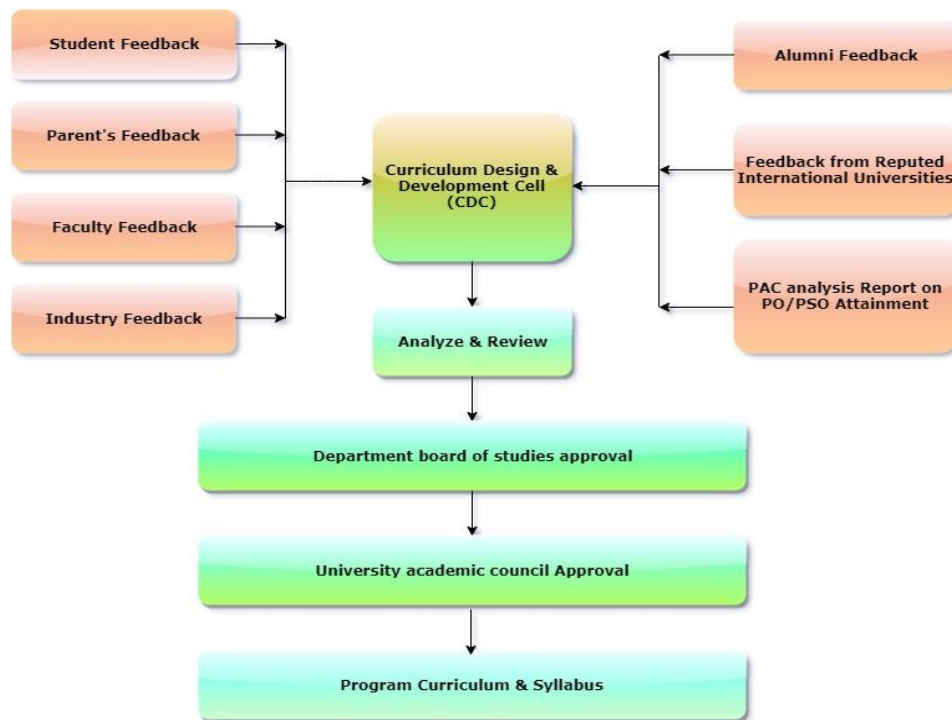 Student Feedback
Parent's Feedback
Faculty Feedback
Industry Feedback
Curriculum Design &
Development Cell
(CDC)
Alumni Feedback
Feedback from Reputed
International Universities
PAC analysis Report on
PO/PSO Attainment
Analyze & Review
Department board of studies approval
University academic council Approval
Program Curriculum & Syllabus